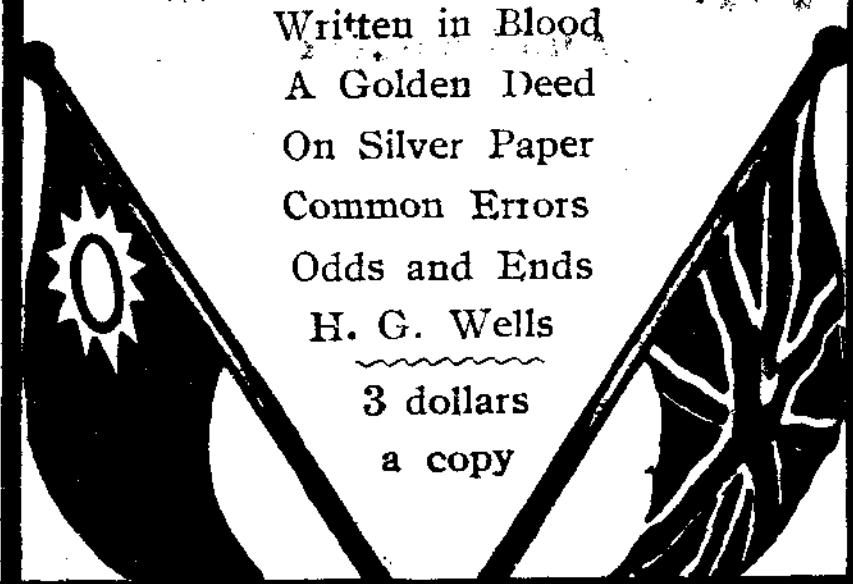 Written in Blood
A Golden Deed
On Silver Paper
Common Errors
Odds and Ends
H. G. Wells
3 dollars
a copy